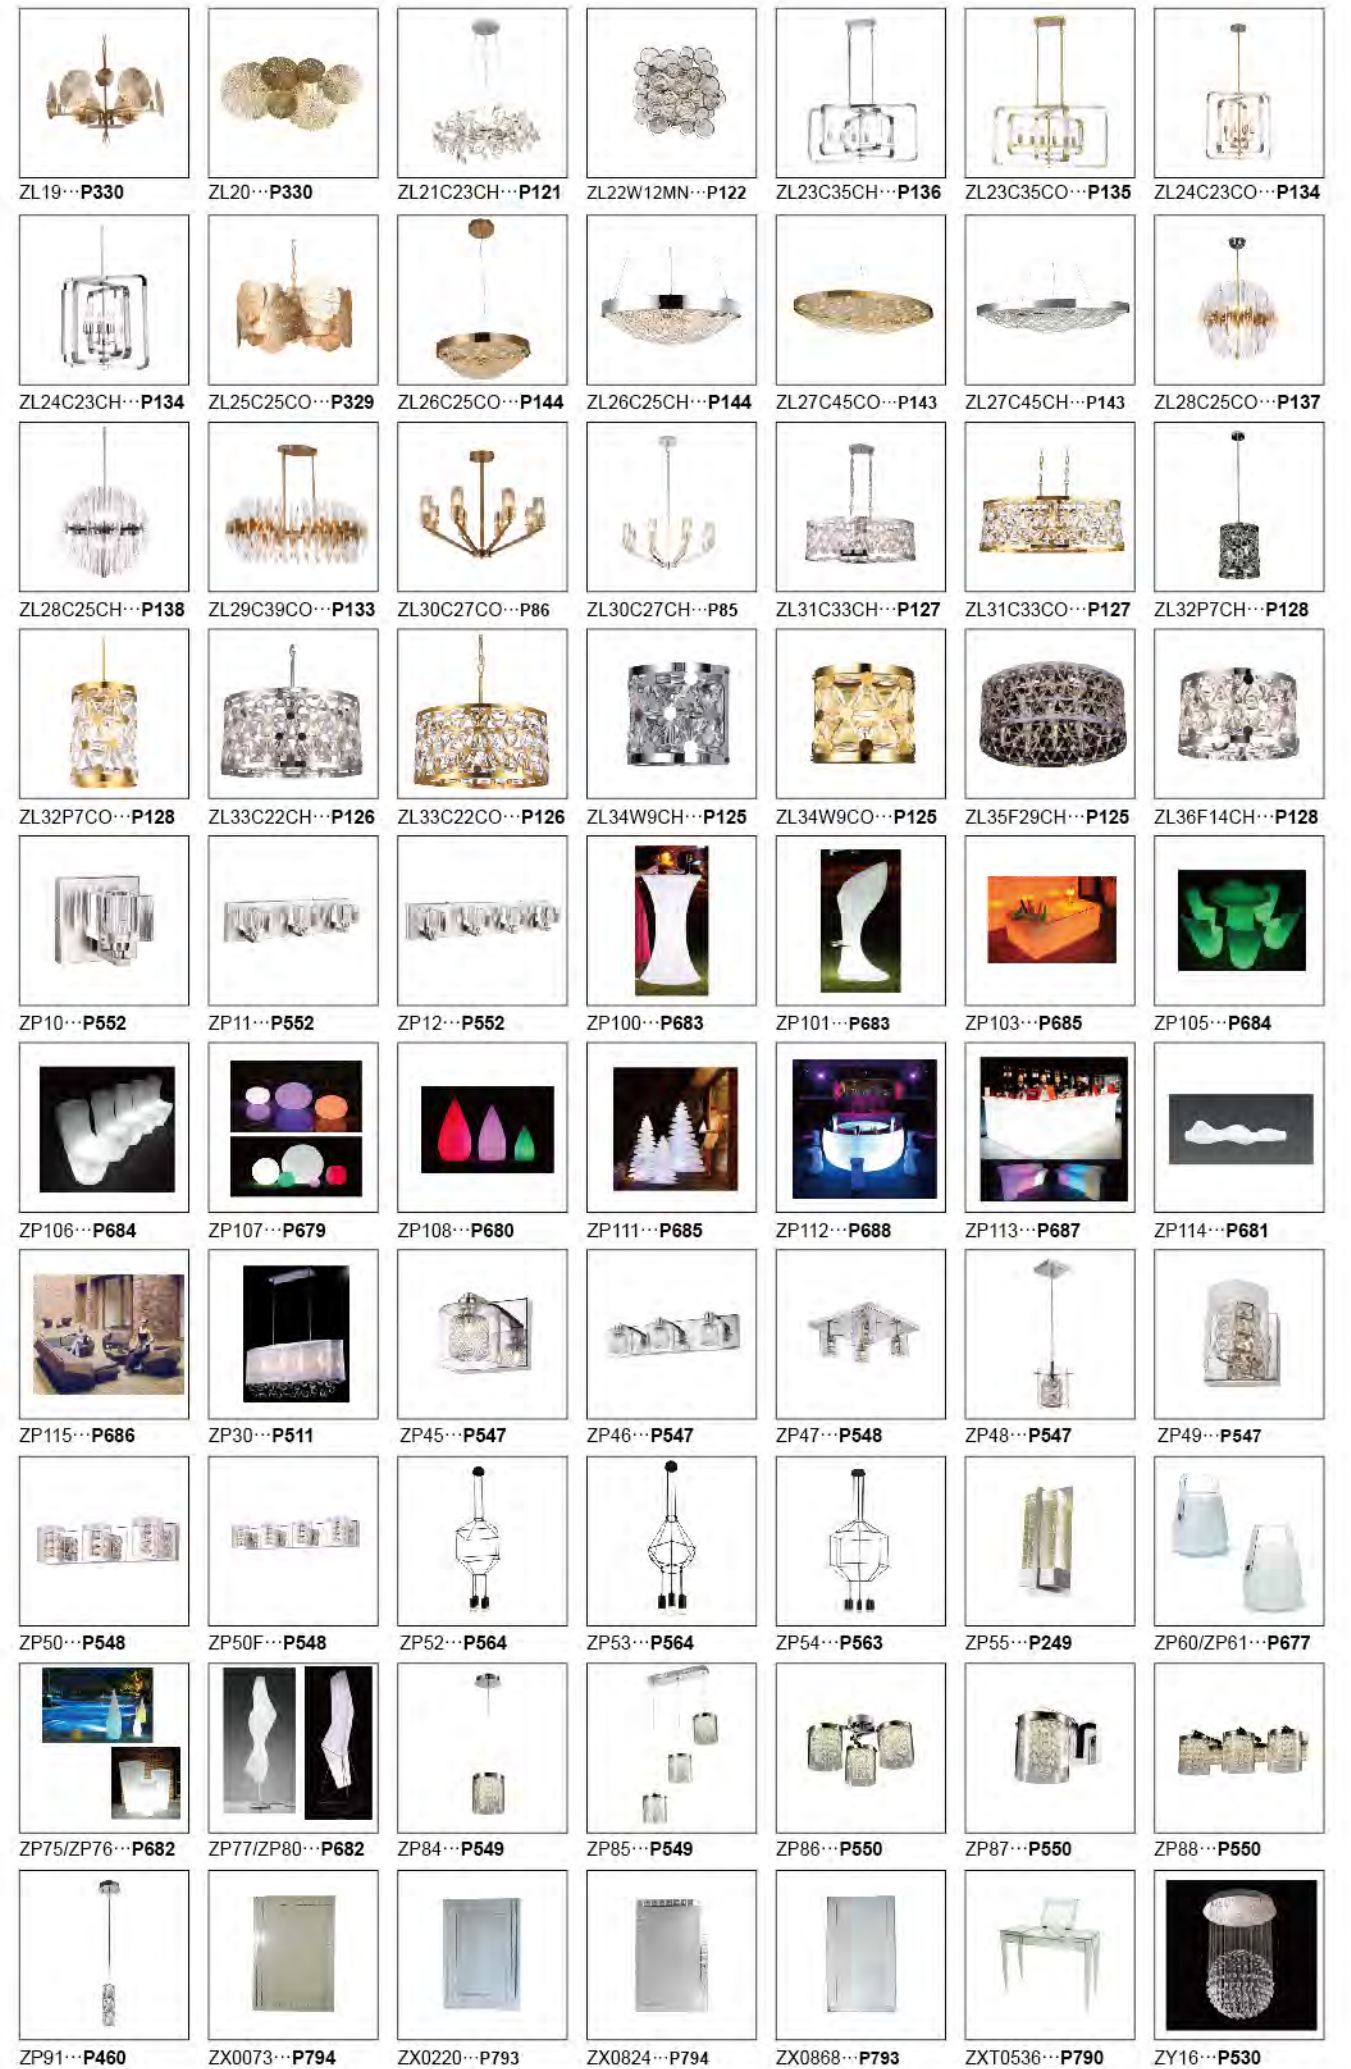 ZL19···P330 ZL20···P330 ZL21C23CH···P121 ZL22W12MN···P122 ZL23C35CH···P136 ZL23C35CO···P135 ZL24C23CO···P134
ZL24C23CH···P134 ZL25C25CO···P329 ZL26C25CO···P144 ZL26C25CH···P144 ZL27C45CO···P143 ZL27C45CH···P143 ZL28C25CO···P137
ZL28C25CH···P138 ZL29C39CO···P133 ZL30C27CO···P86 ZL30C27CH···P85 ZL31C33CH···P127 ZL31C33CO···P127 ZL32P7CH···P128
ZL32P7CO···P128 ZL33C22CH···P126 ZL33C22CO···P126 ZL34W9CH···P125 ZL34W9CO···P125 ZL35F29CH···P125 ZL36F14CH···P128
ZP10···P552 ZP11···P552 ZP12···P552 ZP100···P683 ZP101···P683 ZP103···P685 ZP105···P684
ZP106···P684 ZP107···P679 ZP108···P680 ZP111···P685 ZP112···P688 ZP113···P687 ZP114···P681
ZP115···P686 ZP30···P511 ZP45···P547 ZP46···P547 ZP47···P548 ZP48···P547 ZP49···P547
ZP50···P548 ZP50F···P548 ZP52···P564 ZP53···P564 ZP54···P563 ZP55···P249 ZP60/ZP61···P677
ZP75/ZP76···P682 ZP77/ZP80···P682 ZP84···P549 ZP85···P549 ZP86···P550 ZP87···P550 ZP88···P550
ZP91···P460 ZX0073···P794 ZX0220···P793 ZX0824···P794 ZX0868···P793 ZXT0536···P790 ZY16···P530